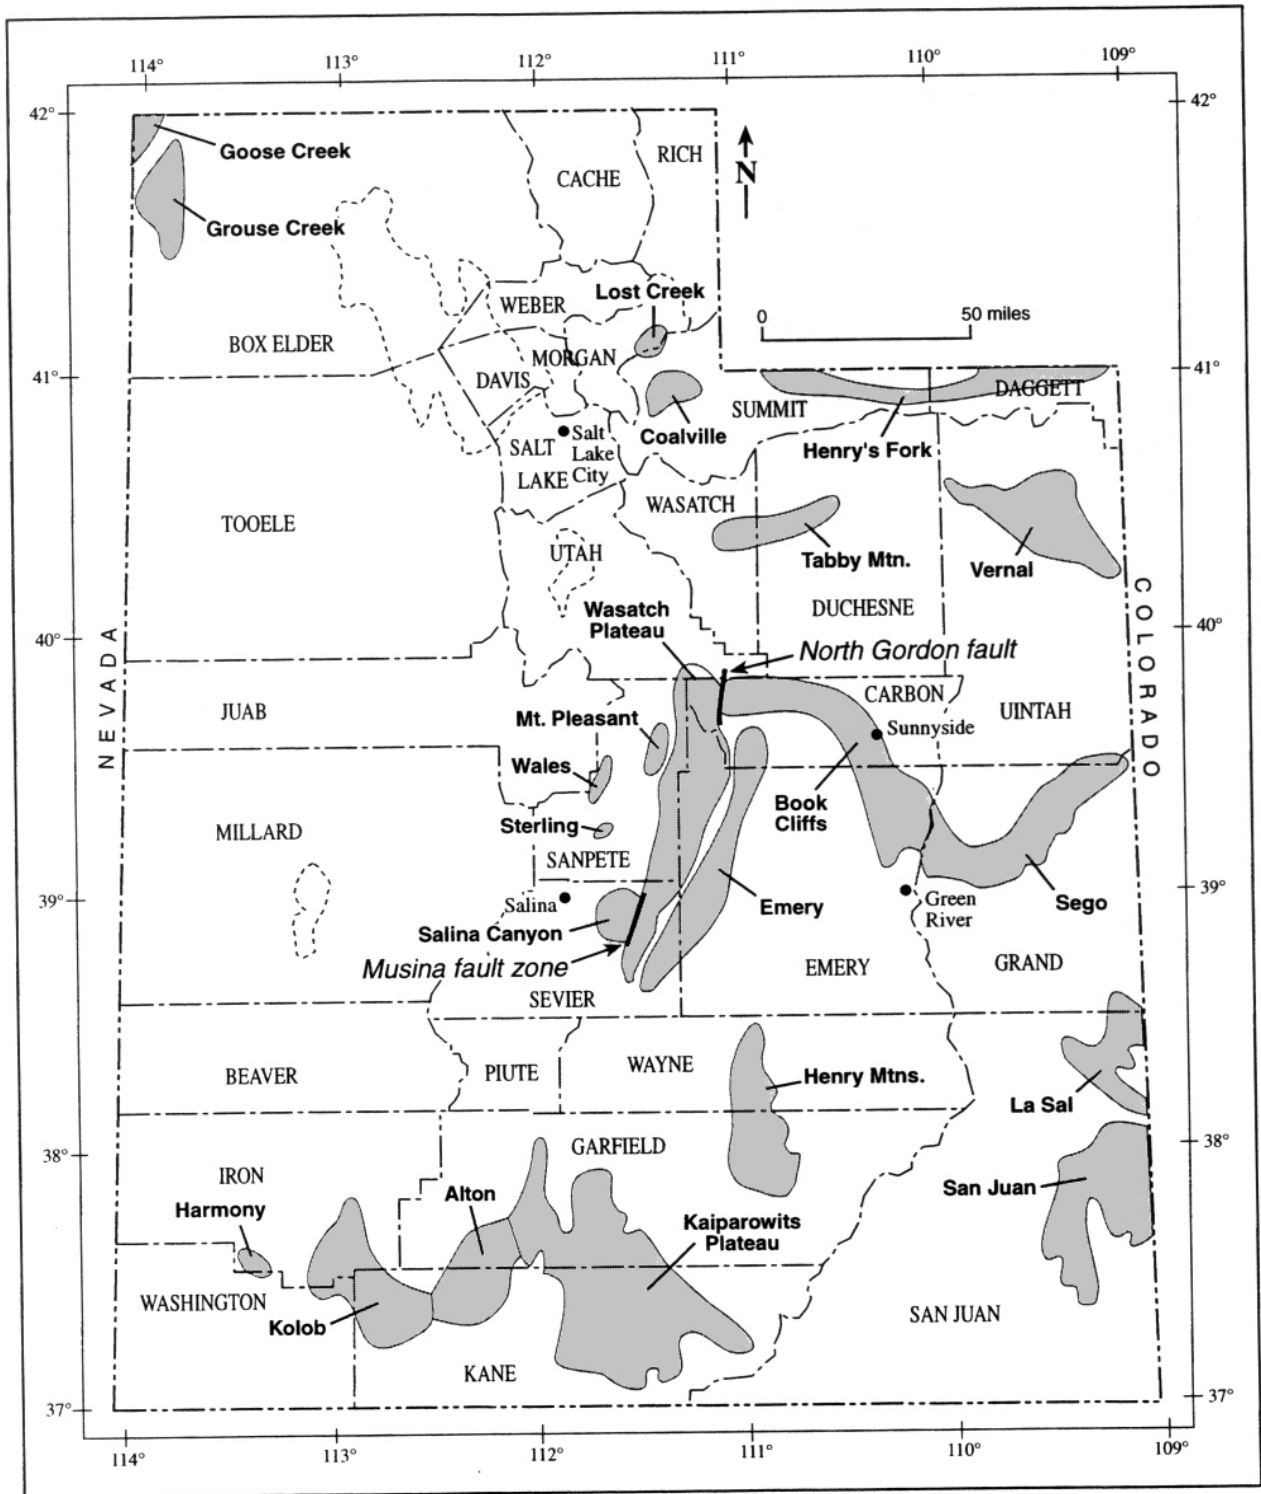 114°
113°
112°
111°
110°
109°
42°
42°
Goose Creek
Grouse Creek
CACHE
RICH
N
Lost Creek
WEBER
0
50 miles
BOX ELDER
MORGAN
DAVIS
41°
41°
DAGGETT
SUMMIT
Coalville
Henry's Fork
SALT
LAKE
Salt
Lake
City
WASATCH
TOOELE
UTAH
Tabby Mtn.
Vernal
DUCHESNE
Wasatch
Plateau
COLORADO
NEVADA
40°
40°
North Gordon fault
CARBON
JUAB
Mt. Pleasant
Sunnyside
UINTAH
Wales
Book
Cliffs
Sterling
MILLARD
SANPETE
39°
39°
Salina
Emery
Green
River
Sego
Salina Canyon
Musina fault zone
EMERY
GRAND
SEVIER
BEAVER
PIUTE
WAYNE
Henry Mtns.
La Sal
38°
38°
GARFIELD
IRON
Harmony
Alton
San Juan
Kaiparowits
Plateau
WASHINGTON
Kolob
SAN JUAN
KANE
37°
37°
114°
113°
112°
111°
110°
109°